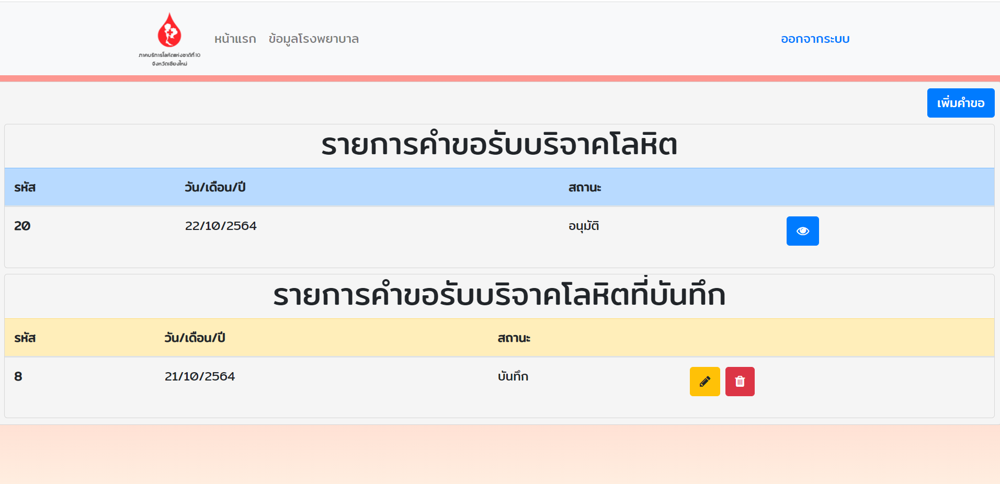 ภาคบริการโลหิตแห่งชาติที่ 10
จังหวัดเชียงใหม่
หน้าแรก ข้อมูลโรงพยาบาล ออกจากระบบ
เพิ่มคำขอ
รายการคำขอรับบริจาคโลหิต
รหัส วัน/เดือน/ปี สถานะ
20 22/10/2564 อนุมัติ
รายการคำขอรับบริจาคโลหิตที่บันทึก
รหัส วัน/เดือน/ปี สถานะ
8 21/10/2564 บันทึก